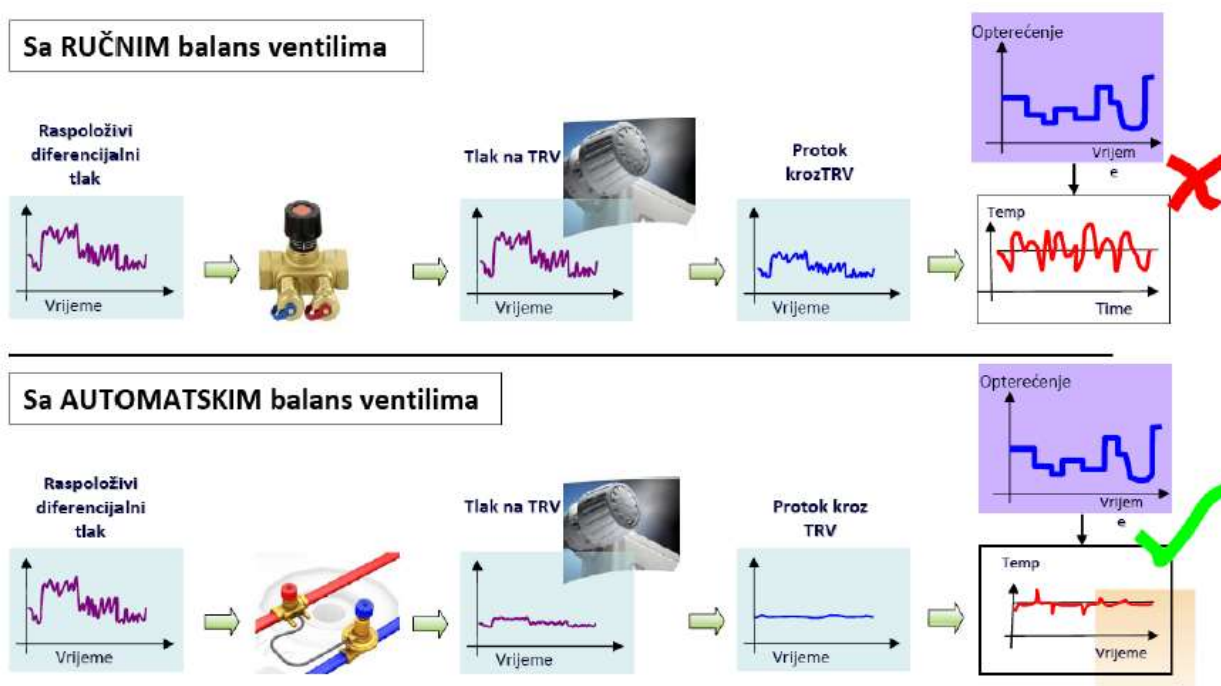 Sa RUČNIM balans ventilima
Opterećenje
Vrijem
e
Raspoloživi
diferencijalni
tlak
Vrijeme
Tlak na TRV
Vrijeme
Protok
krozTRV
Vrijeme
Temp
Time
Sa AUTOMATSKIM balans ventilima
Opterećenje
Vrijem
e
Raspoloživi
diferencijalni
tlak
Vrijeme
Tlak na TRV
Vrijeme
Protok kroz
TRV
Vrijeme
Temp
Vrijeme